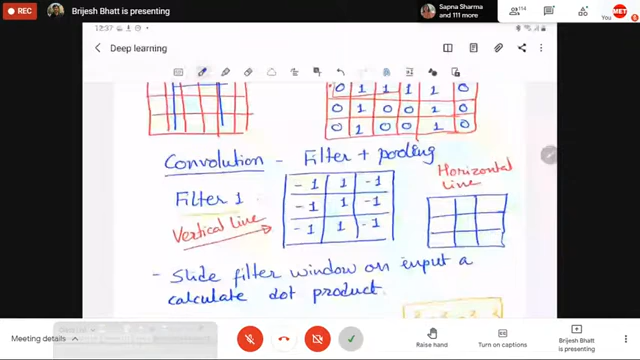 REC
Brijesh Bhatt is presenting
Sapna Sharma
and 111 more
114
MET
12:37
Deep learning
0 1 1 1 1 0
0 1 0 0 1 0
0 1 0 0 1 0
Convolution - Filter + pooling
Filter 1
Vertical Line
-1 1 -1
-1 1 -1
-1 1 -1
Horizontal
Line
- Slide filter window on input a
calculate dot product.
Meeting details
Raise hand
Turn on captions
Brijesh Bhatt
is presenting